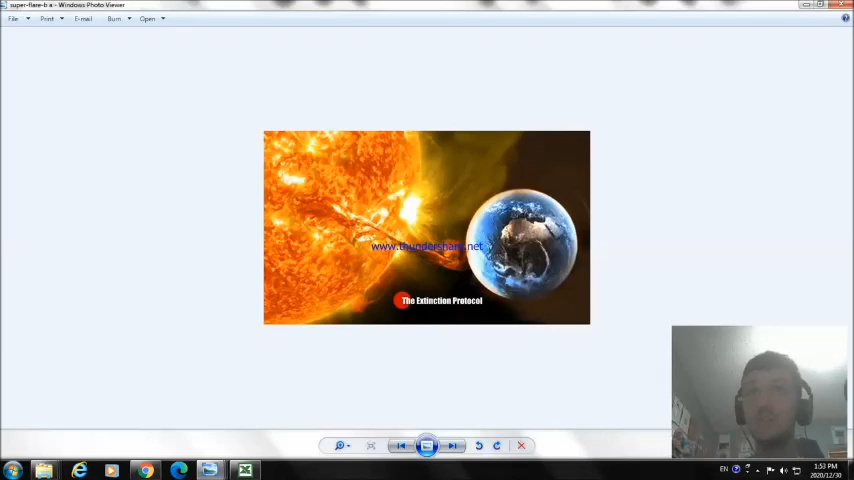 super-flare-b a - Windows Photo Viewer
File Print E-mail Burn Open
www.thundershare.net
The Extinction Protocol
EN
1:53 PM
2020/12/30